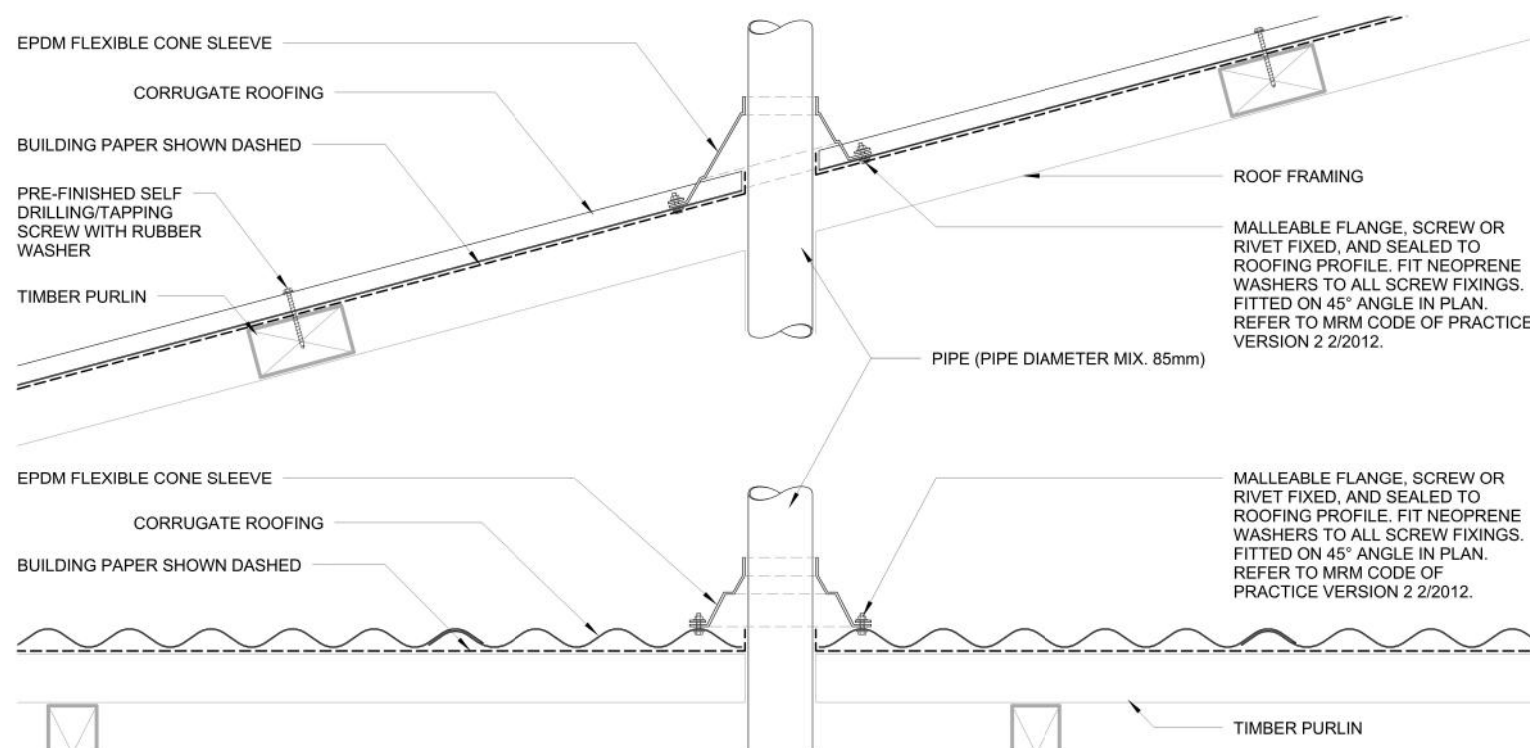 EPDM FLEXIBLE CONE SLEEVE
CORRUGATE ROOFING
BUILDING PAPER SHOWN DASHED
PRE-FINISHED SELF
DRILLING/TAPPING
SCREW WITH RUBBER
WASHER
TIMBER PURLIN
ROOF FRAMING
MALLEABLE FLANGE, SCREW OR
RIVET FIXED, AND SEALED TO
ROOFING PROFILE. FIT NEOPRENE
WASHERS TO ALL SCREW FIXINGS.
FITTED ON 45° ANGLE IN PLAN.
REFER TO MRM CODE OF PRACTICE
VERSION 2 2/2012.
PIPE (PIPE DIAMETER MIX. 85mm)
EPDM FLEXIBLE CONE SLEEVE
CORRUGATE ROOFING
BUILDING PAPER SHOWN DASHED
MALLEABLE FLANGE, SCREW OR
RIVET FIXED, AND SEALED TO
ROOFING PROFILE. FIT NEOPRENE
WASHERS TO ALL SCREW FIXINGS.
FITTED ON 45° ANGLE IN PLAN.
REFER TO MRM CODE OF
PRACTICE VERSION 2 2/2012.
TIMBER PURLIN